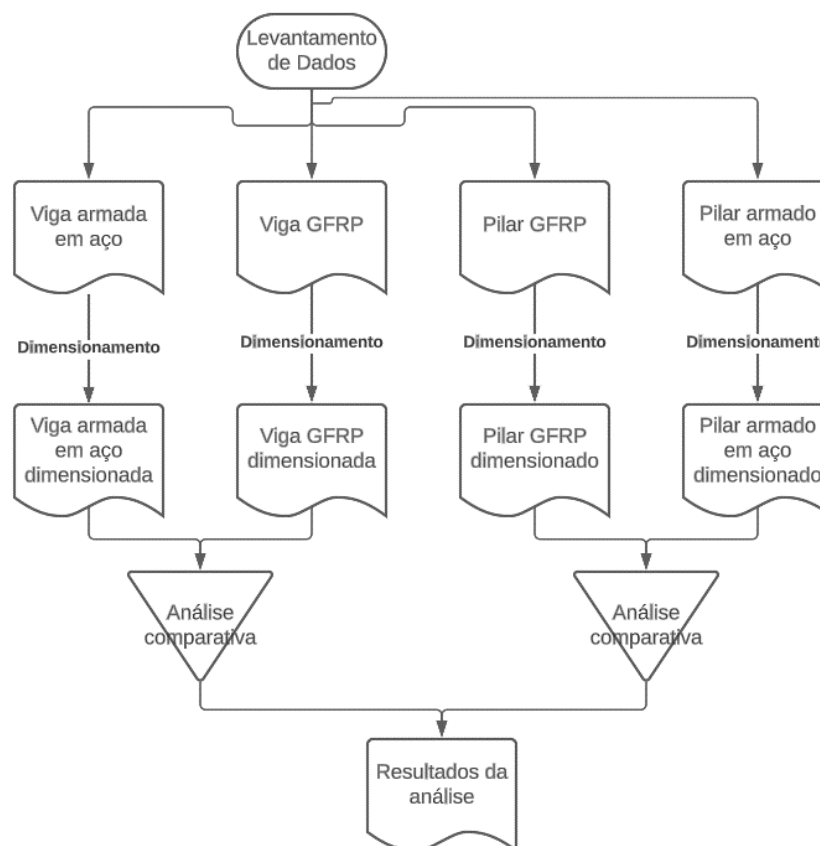 Levantamento
de Dados
Viga armada
em aço
Viga GFRP
Pilar GFRP
Pilar armado
em aço
Dimensionamento
Dimensionamento
Dimensionamento
Dimensionamento
Viga armada
em aço
dimensionada
Viga GFRP
dimensionada
Pilar GFRP
dimensionado
Pilar armado
em aço
dimensionado
Análise
comparativa
Análise
comparativa
Resultados da
análise